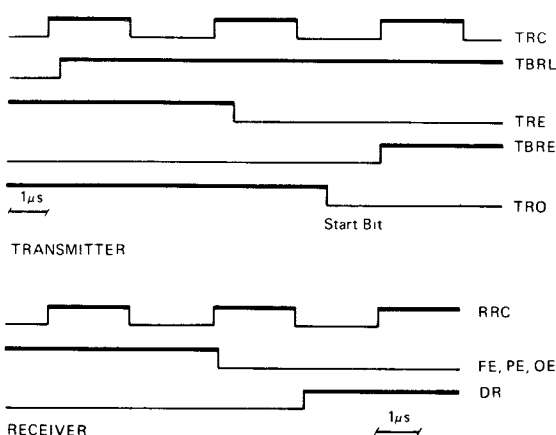 TRC
TBRL
TRE
TBRE
1μs
TRO
Start Bit
TRANSMITTER
RRC
FE, PE, OE
DR
1μs
RECEIVER